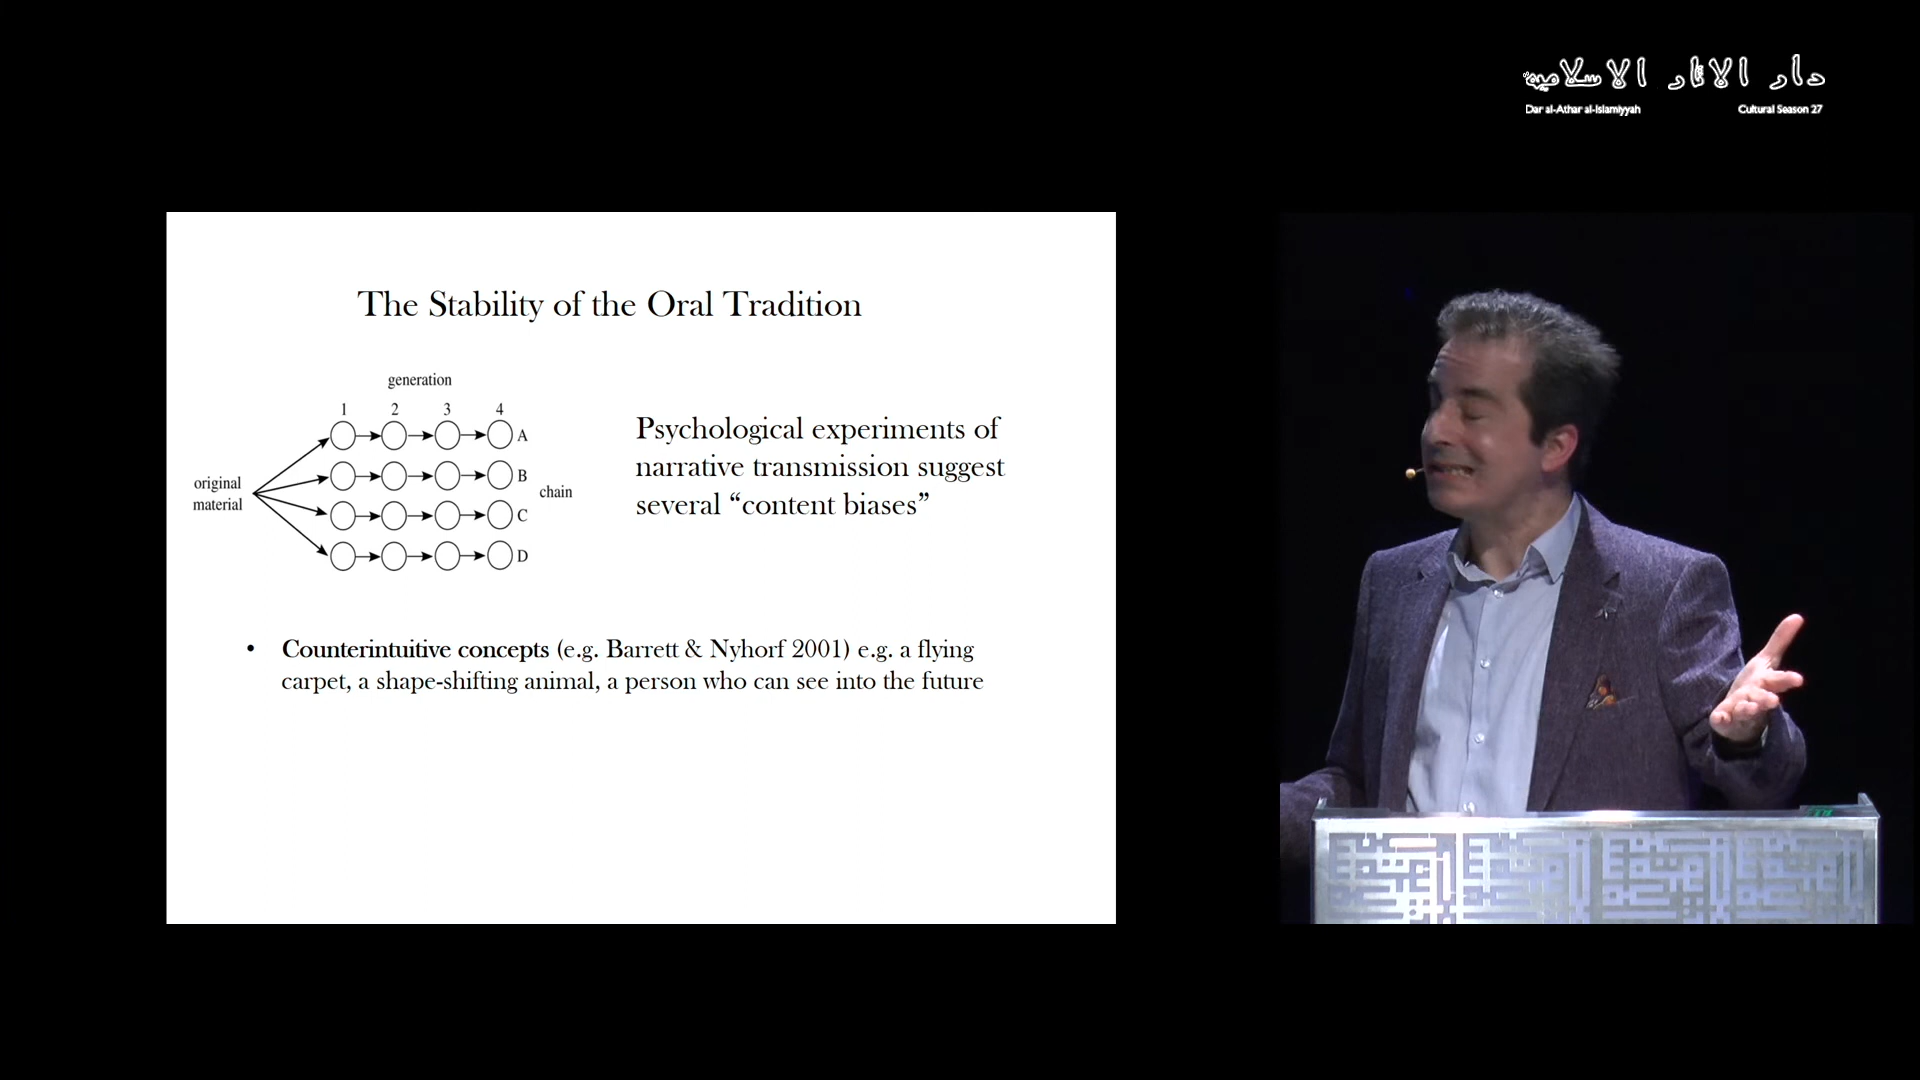 دار الآثار الاسلاميه
Dar al-Athar al-Islamiyyah
Cultural Season 27
The Stability of the Oral Tradition
generation
1 2 3 4
A
B
C
D
original
material
chain
Psychological experiments of
narrative transmission suggest
several “content biases”
• Counterintuitive concepts (e.g. Barrett & Nyhorf 2001) e.g. a flying
carpet, a shape-shifting animal, a person who can see into the future